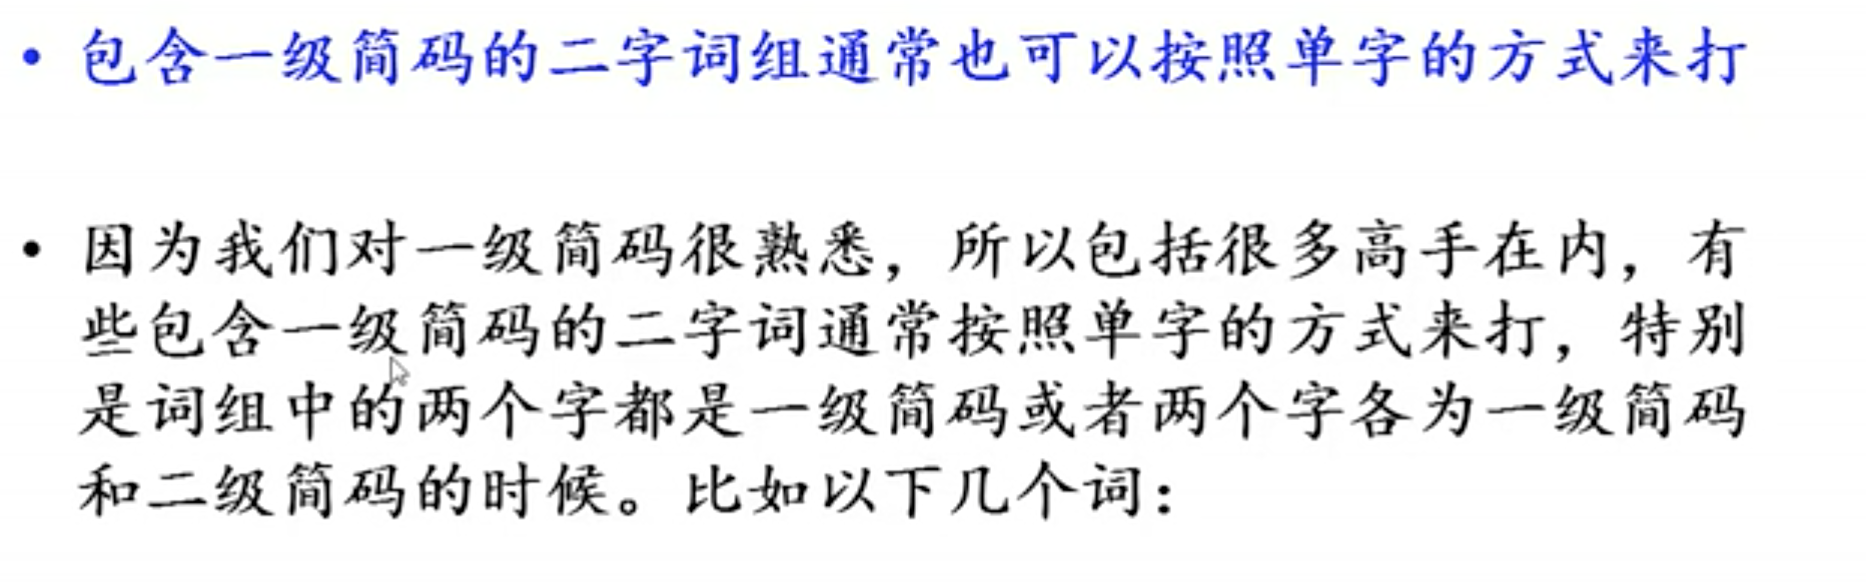 • 包含一级简码的二字词组通常也可以按照单字的方式来打
• 因为我们对一级简码很熟悉，所以包括很多高手在内，有
些包含一级简码的二字词通常按照单字的方式来打，特别
是词组中的两个字都是一级简码或者两个字各为一级简码
和二级简码的时候。比如以下几个词：